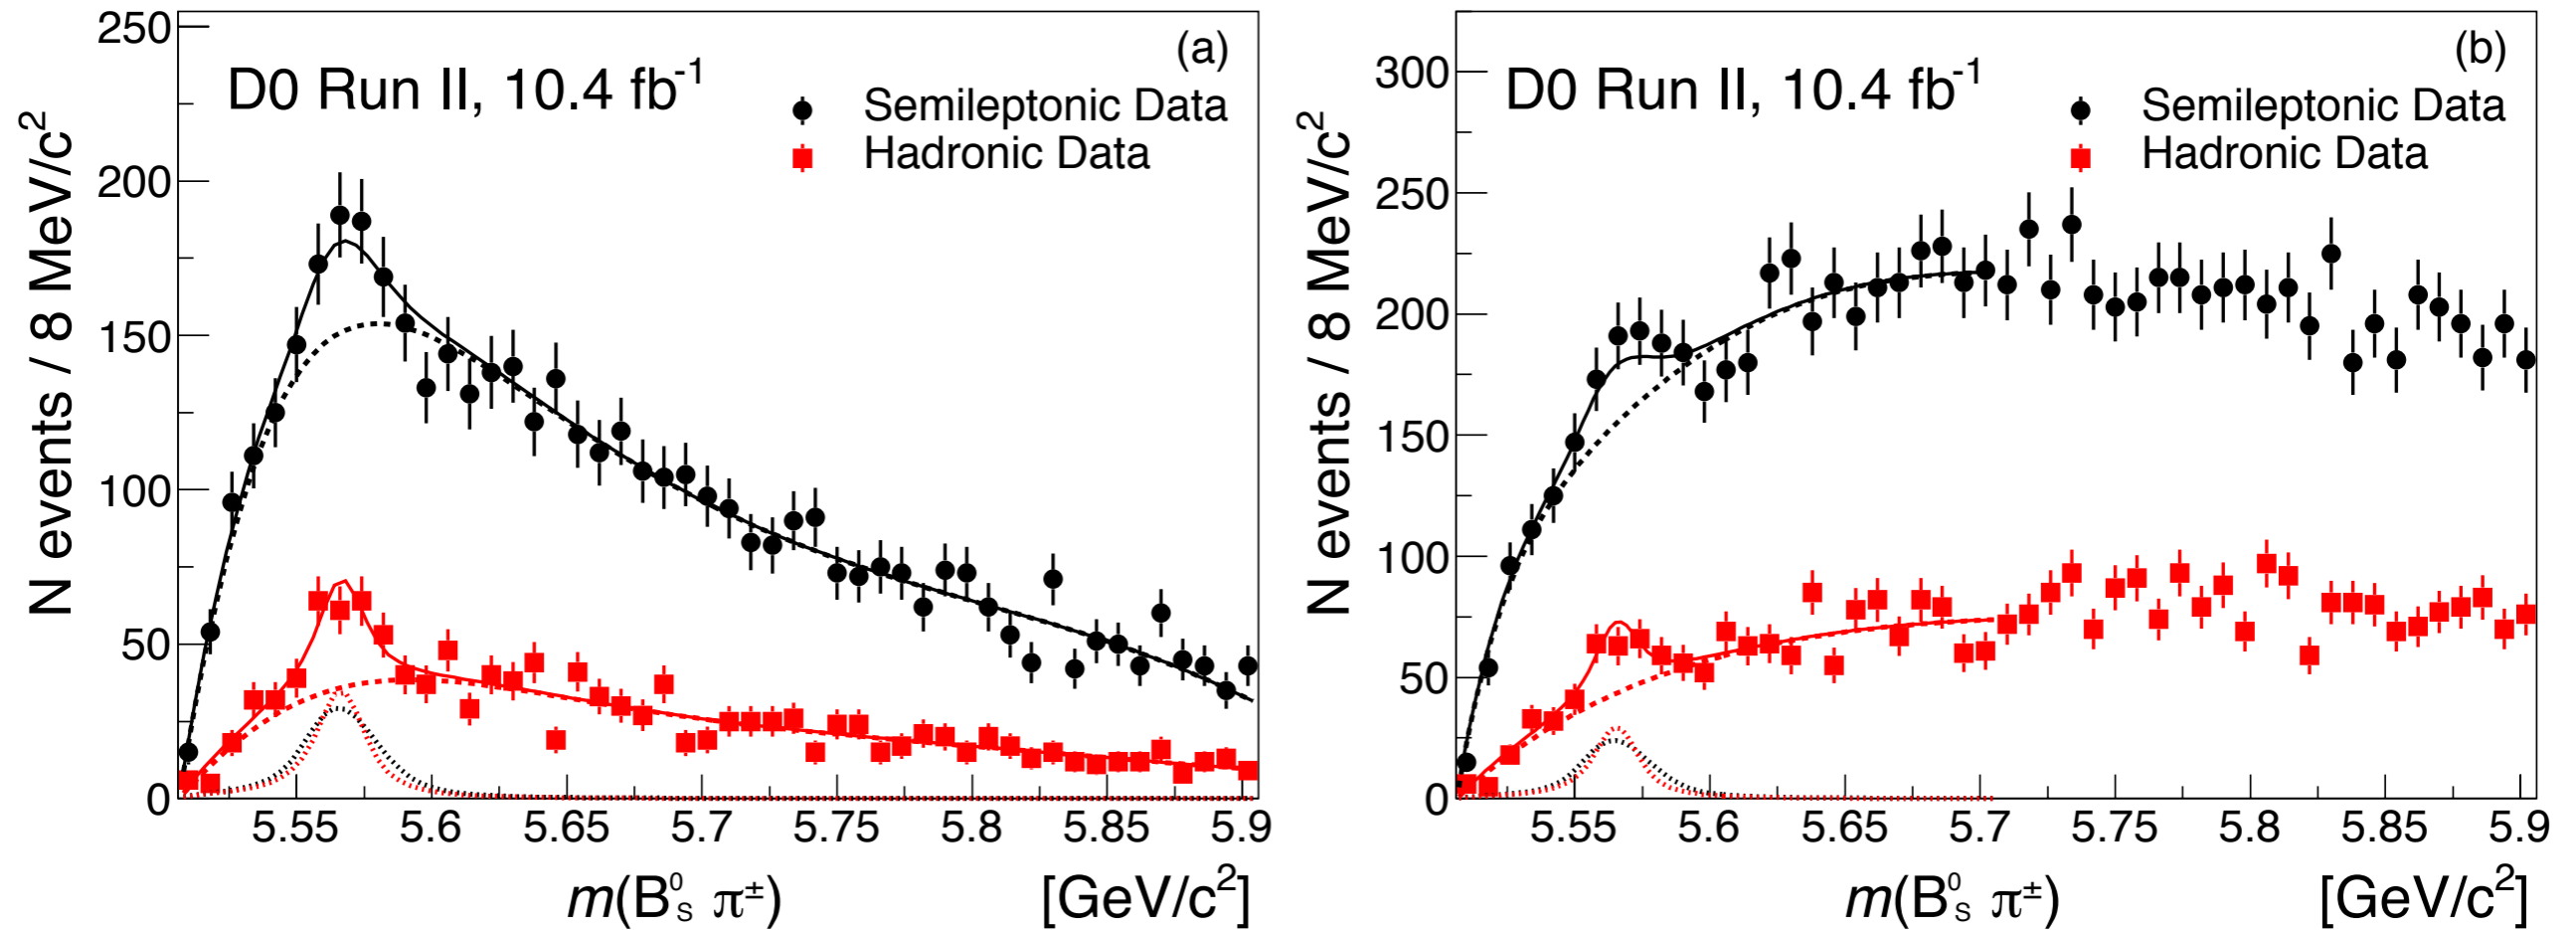 (a)
D0 Run II, 10.4 fb⁻¹
Semileptonic Data
Hadronic Data
N events / 8 MeV/c²
250
200
150
100
50
0
5.55 5.6 5.65 5.7 5.75 5.8 5.85 5.9
m(B⁰ₛ π±) [GeV/c²]
(b)
D0 Run II, 10.4 fb⁻¹
Semileptonic Data
Hadronic Data
N events / 8 MeV/c²
300
250
200
150
100
50
0
5.55 5.6 5.65 5.7 5.75 5.8 5.85 5.9
m(B⁰ₛ π±) [GeV/c²]